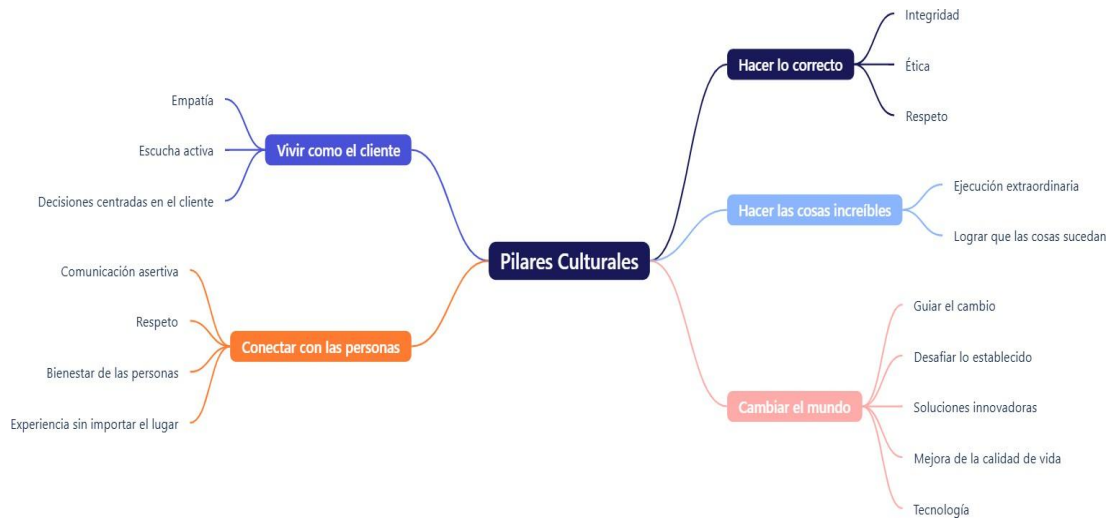 Pilares Culturales
Hacer lo correcto
Integridad
Ética
Respeto
Hacer las cosas increíbles
Ejecución extraordinaria
Lograr que las cosas sucedan
Cambiar el mundo
Guiar el cambio
Desafiar lo establecido
Soluciones innovadoras
Mejora de la calidad de vida
Tecnología
Vivir como el cliente
Empatía
Escucha activa
Decisiones centradas en el cliente
Conectar con las personas
Comunicación asertiva
Respeto
Bienestar de las personas
Experiencia sin importar el lugar